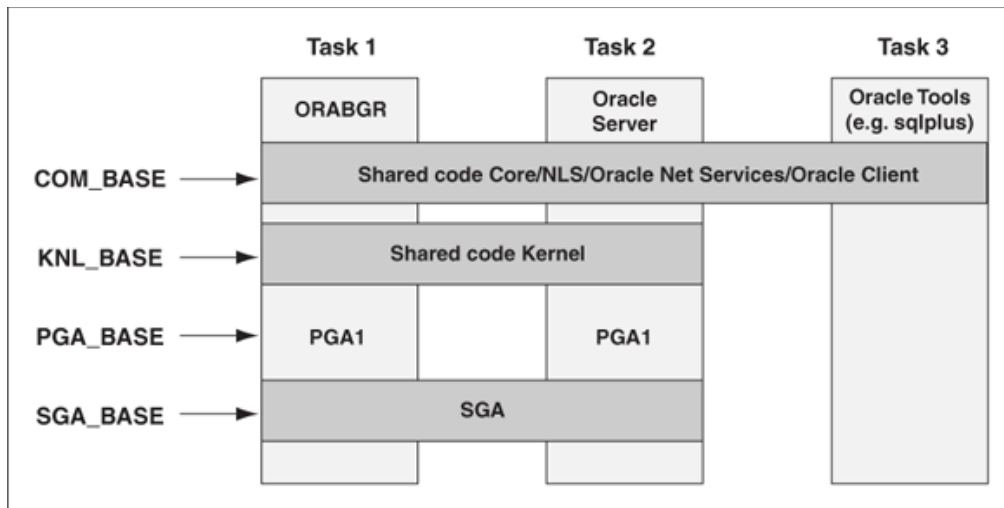 Task 1
Task 2
Task 3
ORABGR
Oracle
Server
Oracle Tools
(e.g. sqlplus)
COM_BASE
Shared code Core/NLS/Oracle Net Services/Oracle Client
KNL_BASE
Shared code Kernel
PGA_BASE
PGA1
PGA1
SGA_BASE
SGA